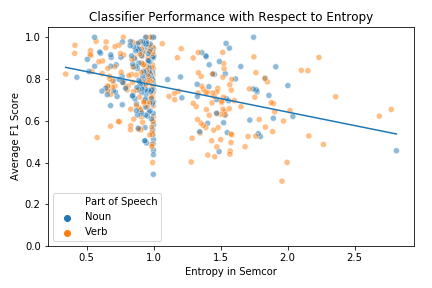 Classifier Performance with Respect to Entropy
Average F1 Score
1.0
0.8
0.6
0.4
0.2
0.0
Part of Speech
Noun
Verb
0.5 1.0 1.5 2.0 2.5
Entropy in Semcor